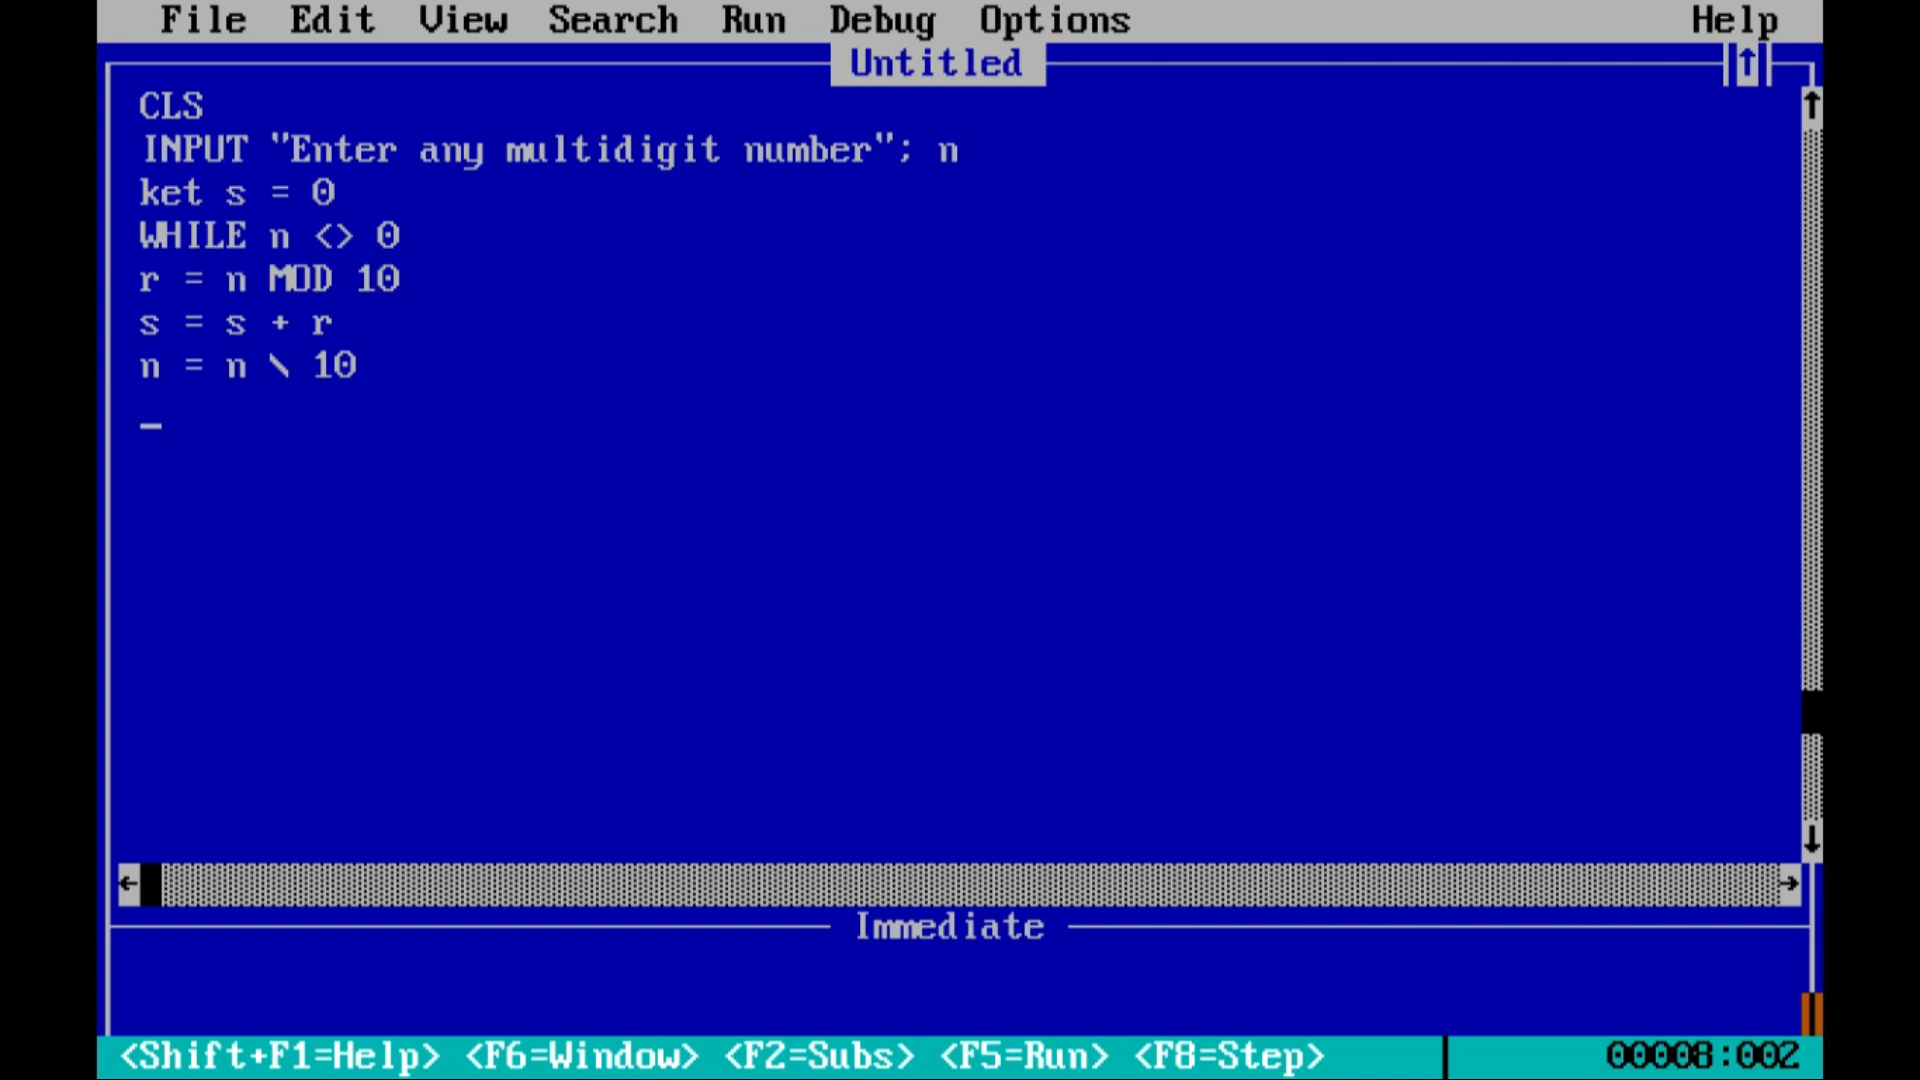 File Edit View Search Run Debug Options Help
Untitled
CLS
INPUT "Enter any multidigit number"; n
ket s = 0
WHILE n <> 0
r = n MOD 10
s = s + r
n = n \ 10
Immediate
<Shift+F1=Help> <F6=Window> <F2=Subs> <F5=Run> <F8=Step> 00008:002